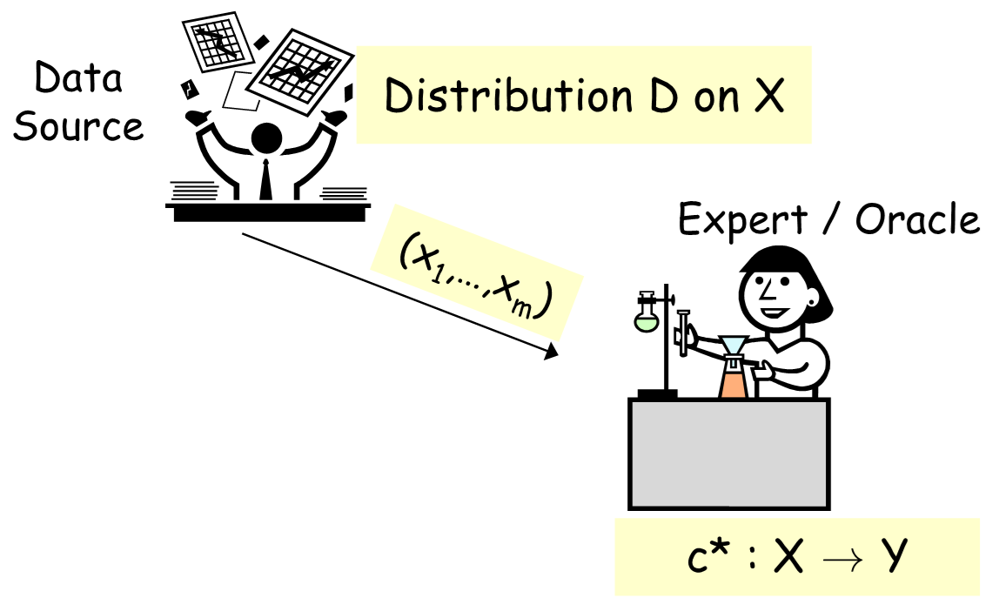 Data
Source
Distribution D on X
(x₁,...,xₘ)
Expert / Oracle
c* : X → Y